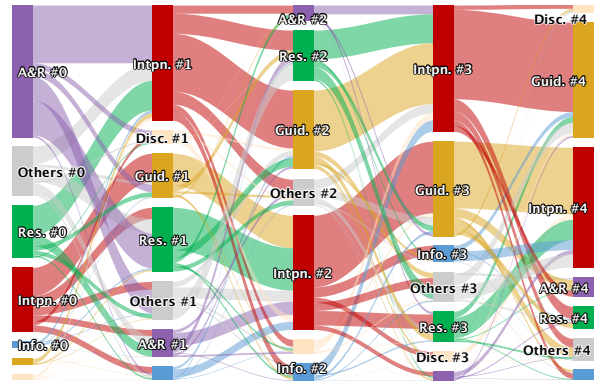 A&R #0
Others #0
Res. #0
Intpn. #0
Info. #0
Intpn. #1
Disc. #1
Guid. #1
Res. #1
Others #1
A&R #1
A&R #2
Res. #2
Guid. #2
Others #2
Intpn. #2
Info. #2
Intpn. #3
Guid. #3
Info. #3
Others #3
Res. #3
Disc. #3
Disc. #4
Guid. #4
Intpn. #4
A&R #4
Res. #4
Others #4